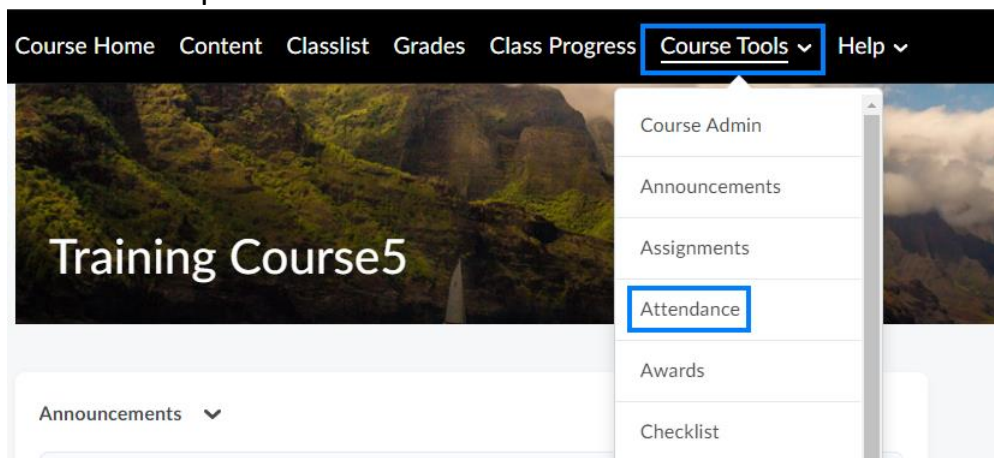 Course Home Content Classlist Grades Class Progress Course Tools Help
Course Admin
Announcements
Assignments
Training Course5
Attendance
Awards
Announcements
Checklist